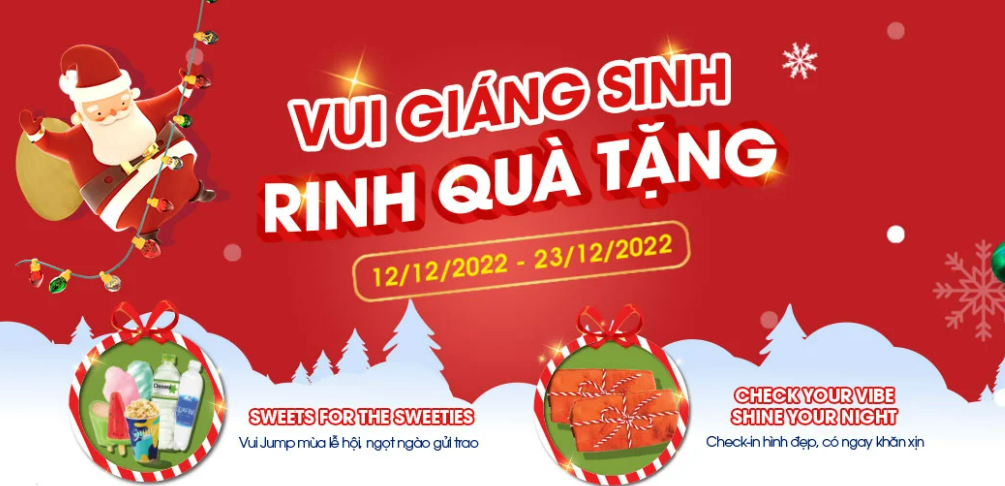 VUI GIÁNG SINH
RINH QUÀ TẶNG
12/12/2022 - 23/12/2022
SWEETS FOR THE SWEETIES
Vui Jump mùa lễ hội, ngọt ngào gửi trao
CHECK YOUR VIBE
SHINE YOUR NIGHT
Check-in hình đẹp, có ngay khăn xịn